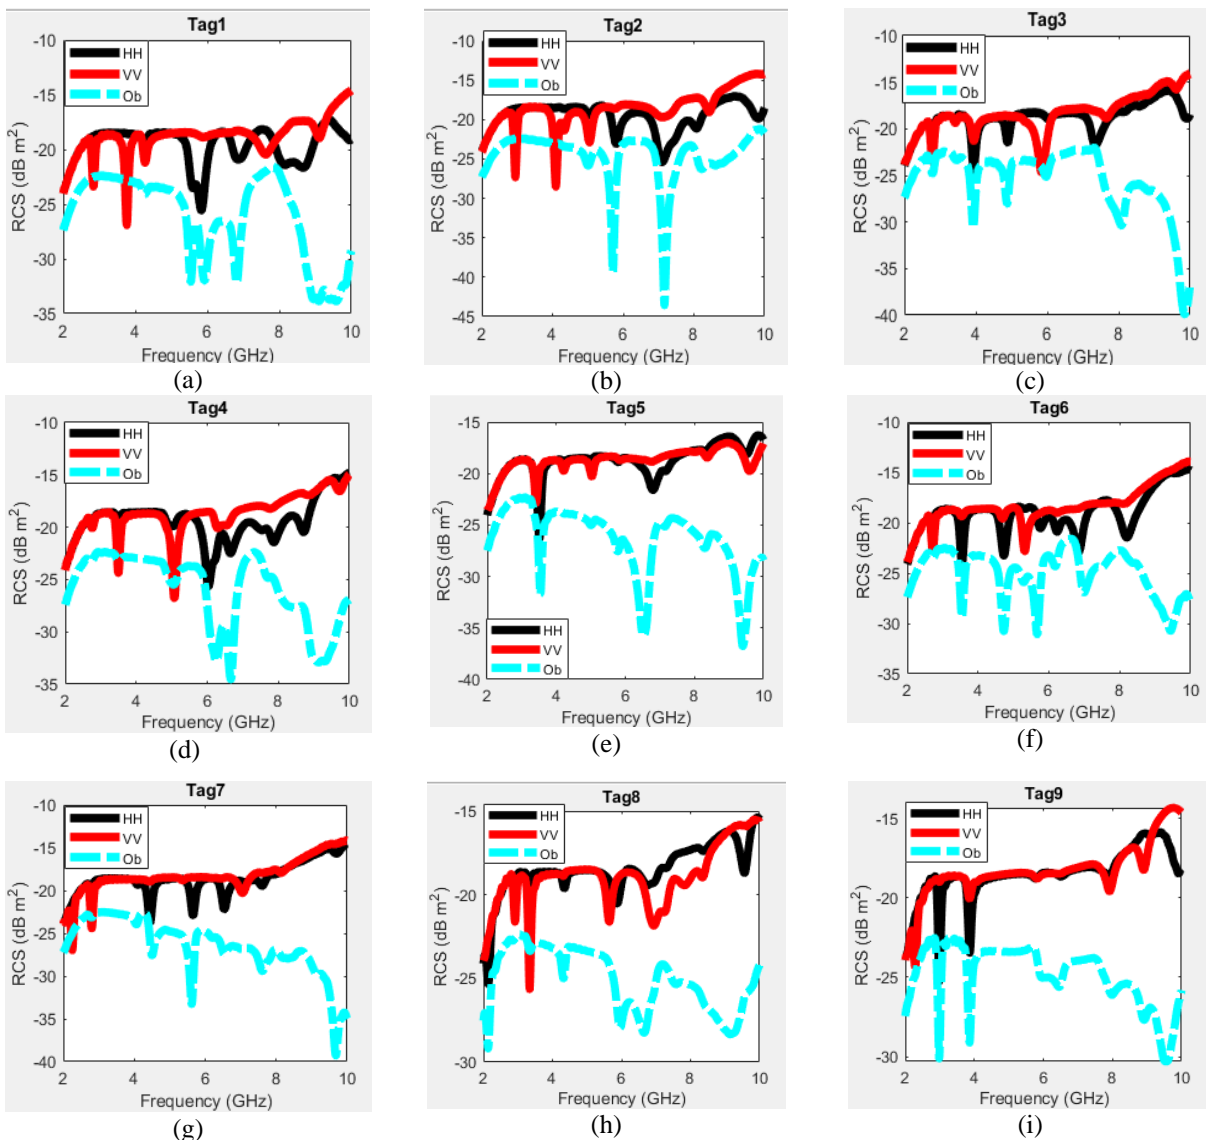 Tag1
-10
-15
-20
-25
-30
-35
RCS (dB m²)
HH
VV
Ob
2 4 6 8 10
Frequency (GHz)
(a)
Tag2
-10
-15
-20
-25
-30
-35
-40
-45
RCS (dB m²)
HH
VV
Ob
2 4 6 8 10
Frequency (GHz)
(b)
Tag3
-10
-15
-20
-25
-30
-35
-40
RCS (dB m²)
HH
VV
Ob
2 4 6 8 10
Frequency (GHz)
(c)
Tag4
-10
-15
-20
-25
-30
-35
RCS (dB m²)
HH
VV
Ob
2 4 6 8 10
Frequency (GHz)
(d)
Tag5
-15
-20
-25
-30
-35
-40
RCS (dB m²)
HH
VV
Ob
2 4 6 8 10
Frequency (GHz)
(e)
Tag6
-10
-15
-20
-25
-30
-35
RCS (dB m²)
HH
VV
Ob
2 4 6 8 10
Frequency (GHz)
(f)
Tag7
-10
-15
-20
-25
-30
-35
-40
RCS (dB m²)
HH
VV
Ob
2 4 6 8 10
Frequency (GHz)
(g)
Tag8
-15
-20
-25
-30
RCS (dB m²)
HH
VV
Ob
2 4 6 8 10
Frequency (GHz)
(h)
Tag9
-15
-20
-25
-30
RCS (dB m²)
HH
VV
Ob
2 4 6 8 10
Frequency (GHz)
(i)